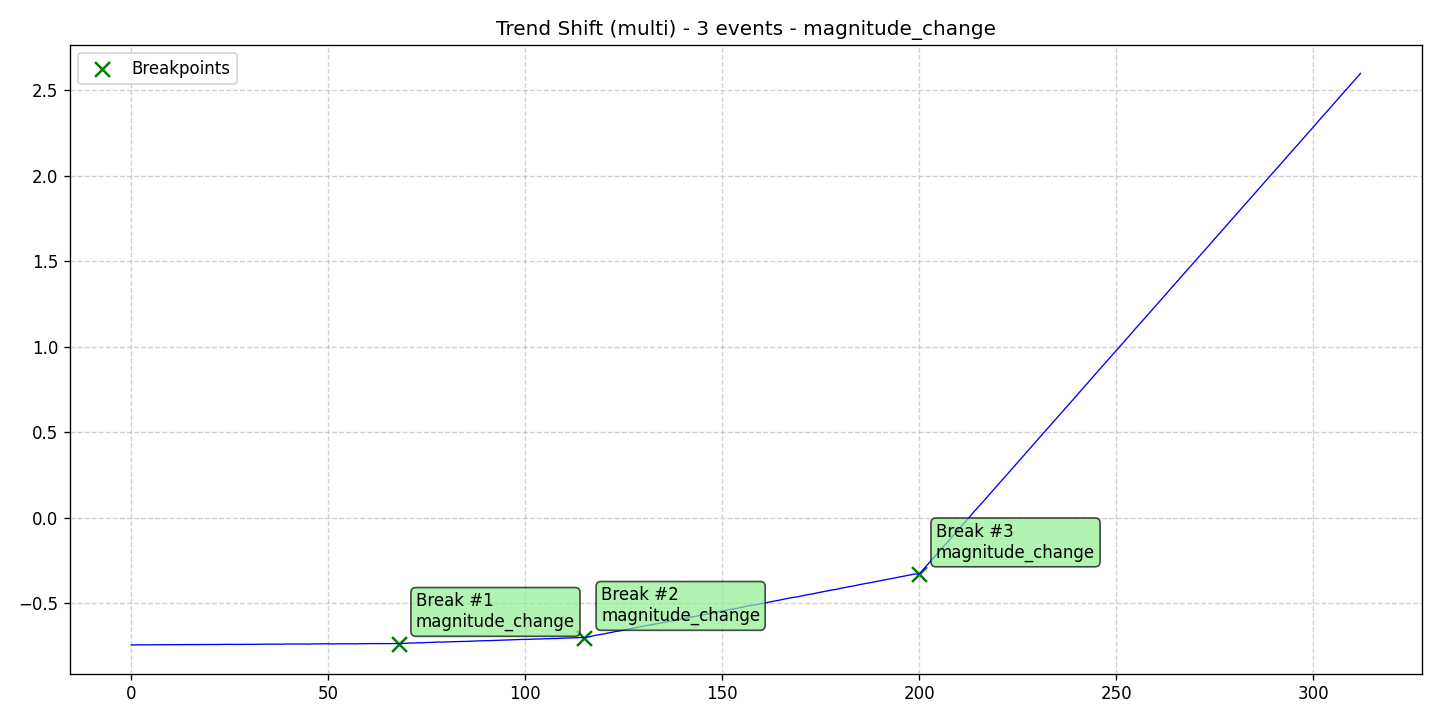 Trend Shift (multi) - 3 events - magnitude_change
Breakpoints
2.5
2.0
1.5
1.0
0.5
0.0
−0.5
Break #3
magnitude_change
Break #2
magnitude_change
Break #1
magnitude_change
0
50
100
150
200
250
300